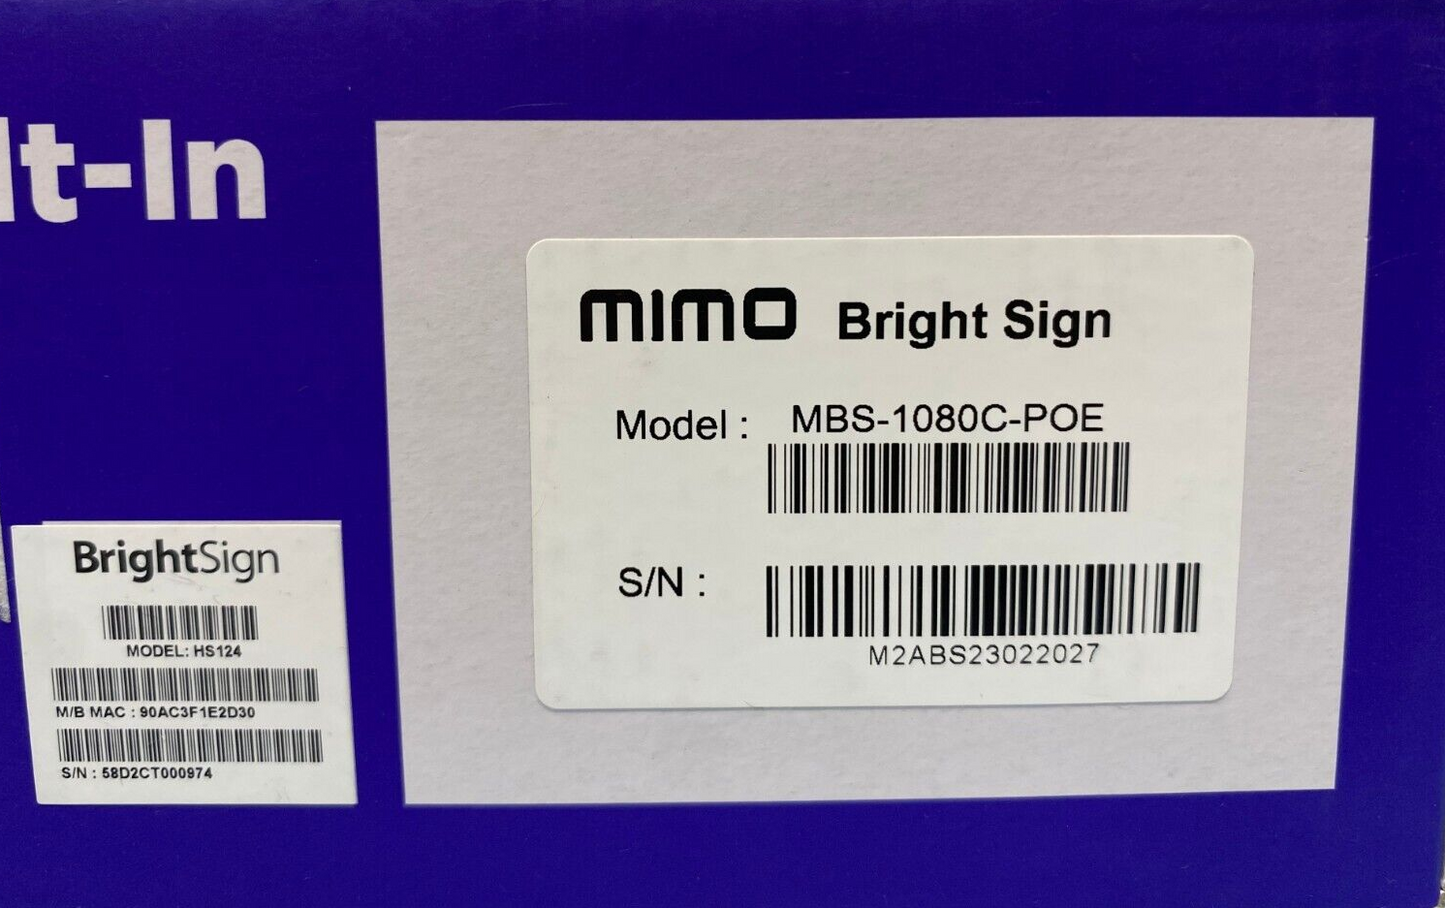 lt-In
mimo Bright Sign
Model : MBS-1080C-POE
S/N :
M2ABS23022027
BrightSign
MODEL: HS124
M/B MAC : 90AC3F1E2D30
S/N : 58D2CT000974